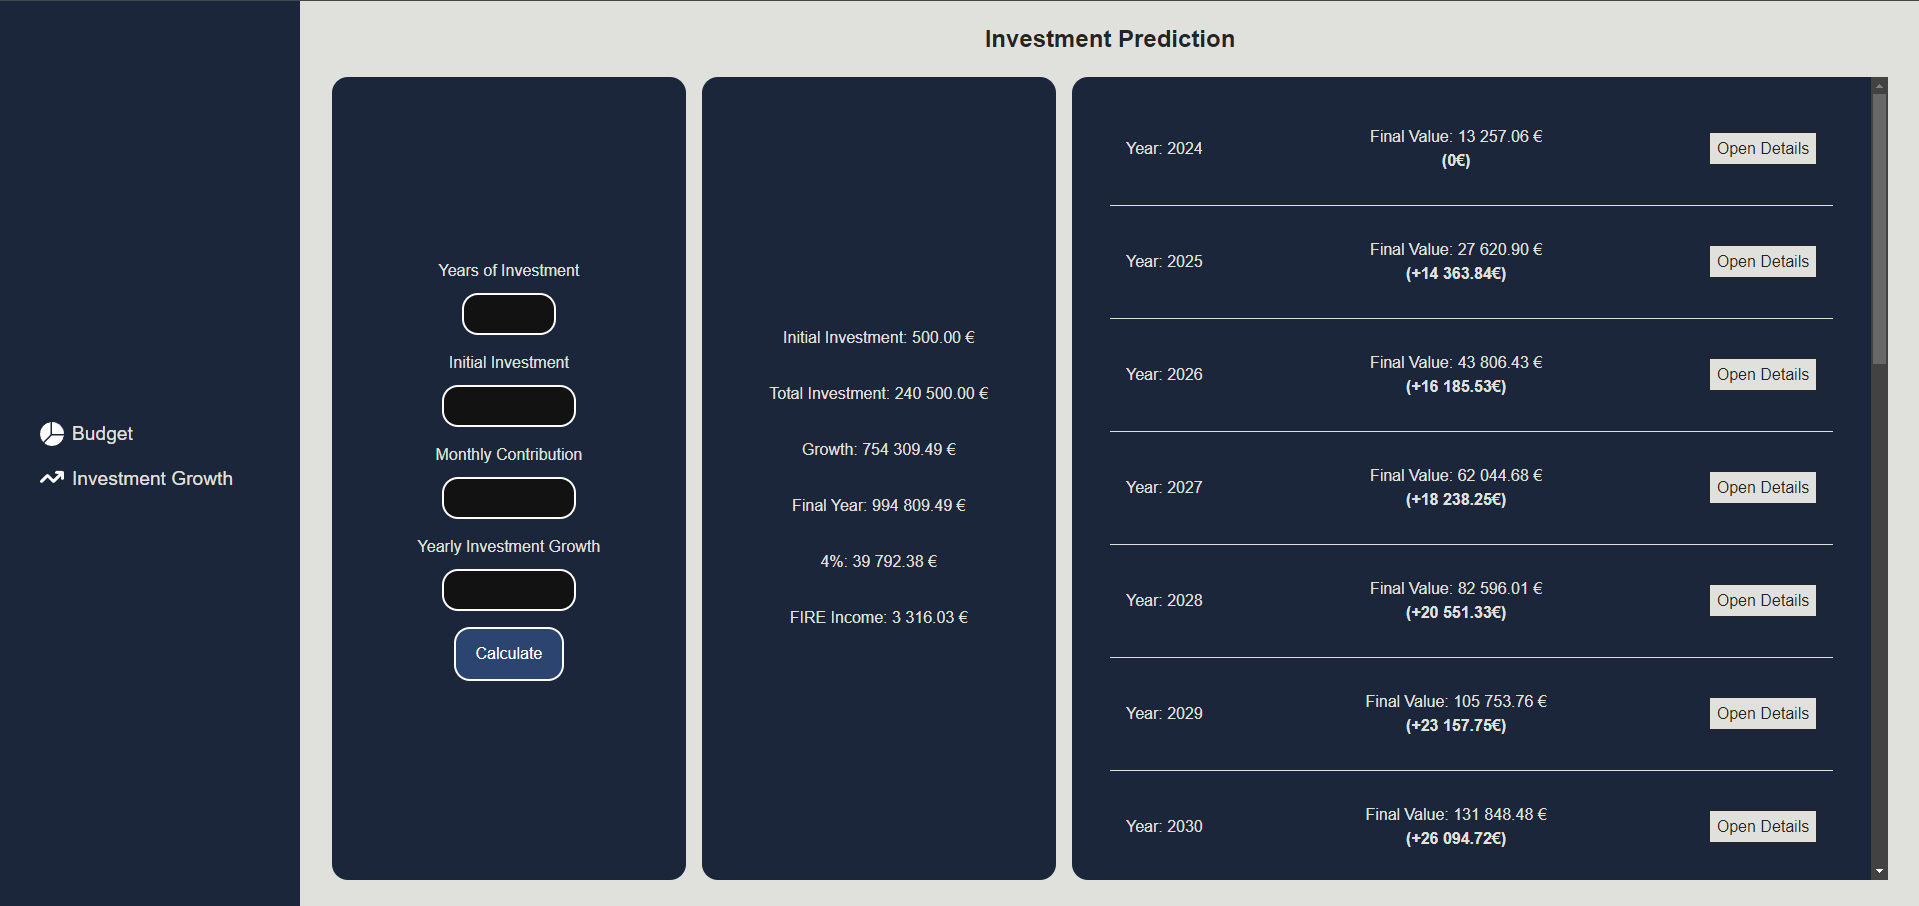 Investment Prediction
Budget
Investment Growth
Years of Investment
Initial Investment
Monthly Contribution
Yearly Investment Growth
Calculate
Initial Investment: 500.00 €
Total Investment: 240 500.00 €
Growth: 754 309.49 €
Final Year: 994 809.49 €
4%: 39 792.38 €
FIRE Income: 3 316.03 €
Year: 2024
Final Value: 13 257.06 €
(0€)
Open Details
Year: 2025
Final Value: 27 620.90 €
(+14 363.84€)
Open Details
Year: 2026
Final Value: 43 806.43 €
(+16 185.53€)
Open Details
Year: 2027
Final Value: 62 044.68 €
(+18 238.25€)
Open Details
Year: 2028
Final Value: 82 596.01 €
(+20 551.33€)
Open Details
Year: 2029
Final Value: 105 753.76 €
(+23 157.75€)
Open Details
Year: 2030
Final Value: 131 848.48 €
(+26 094.72€)
Open Details